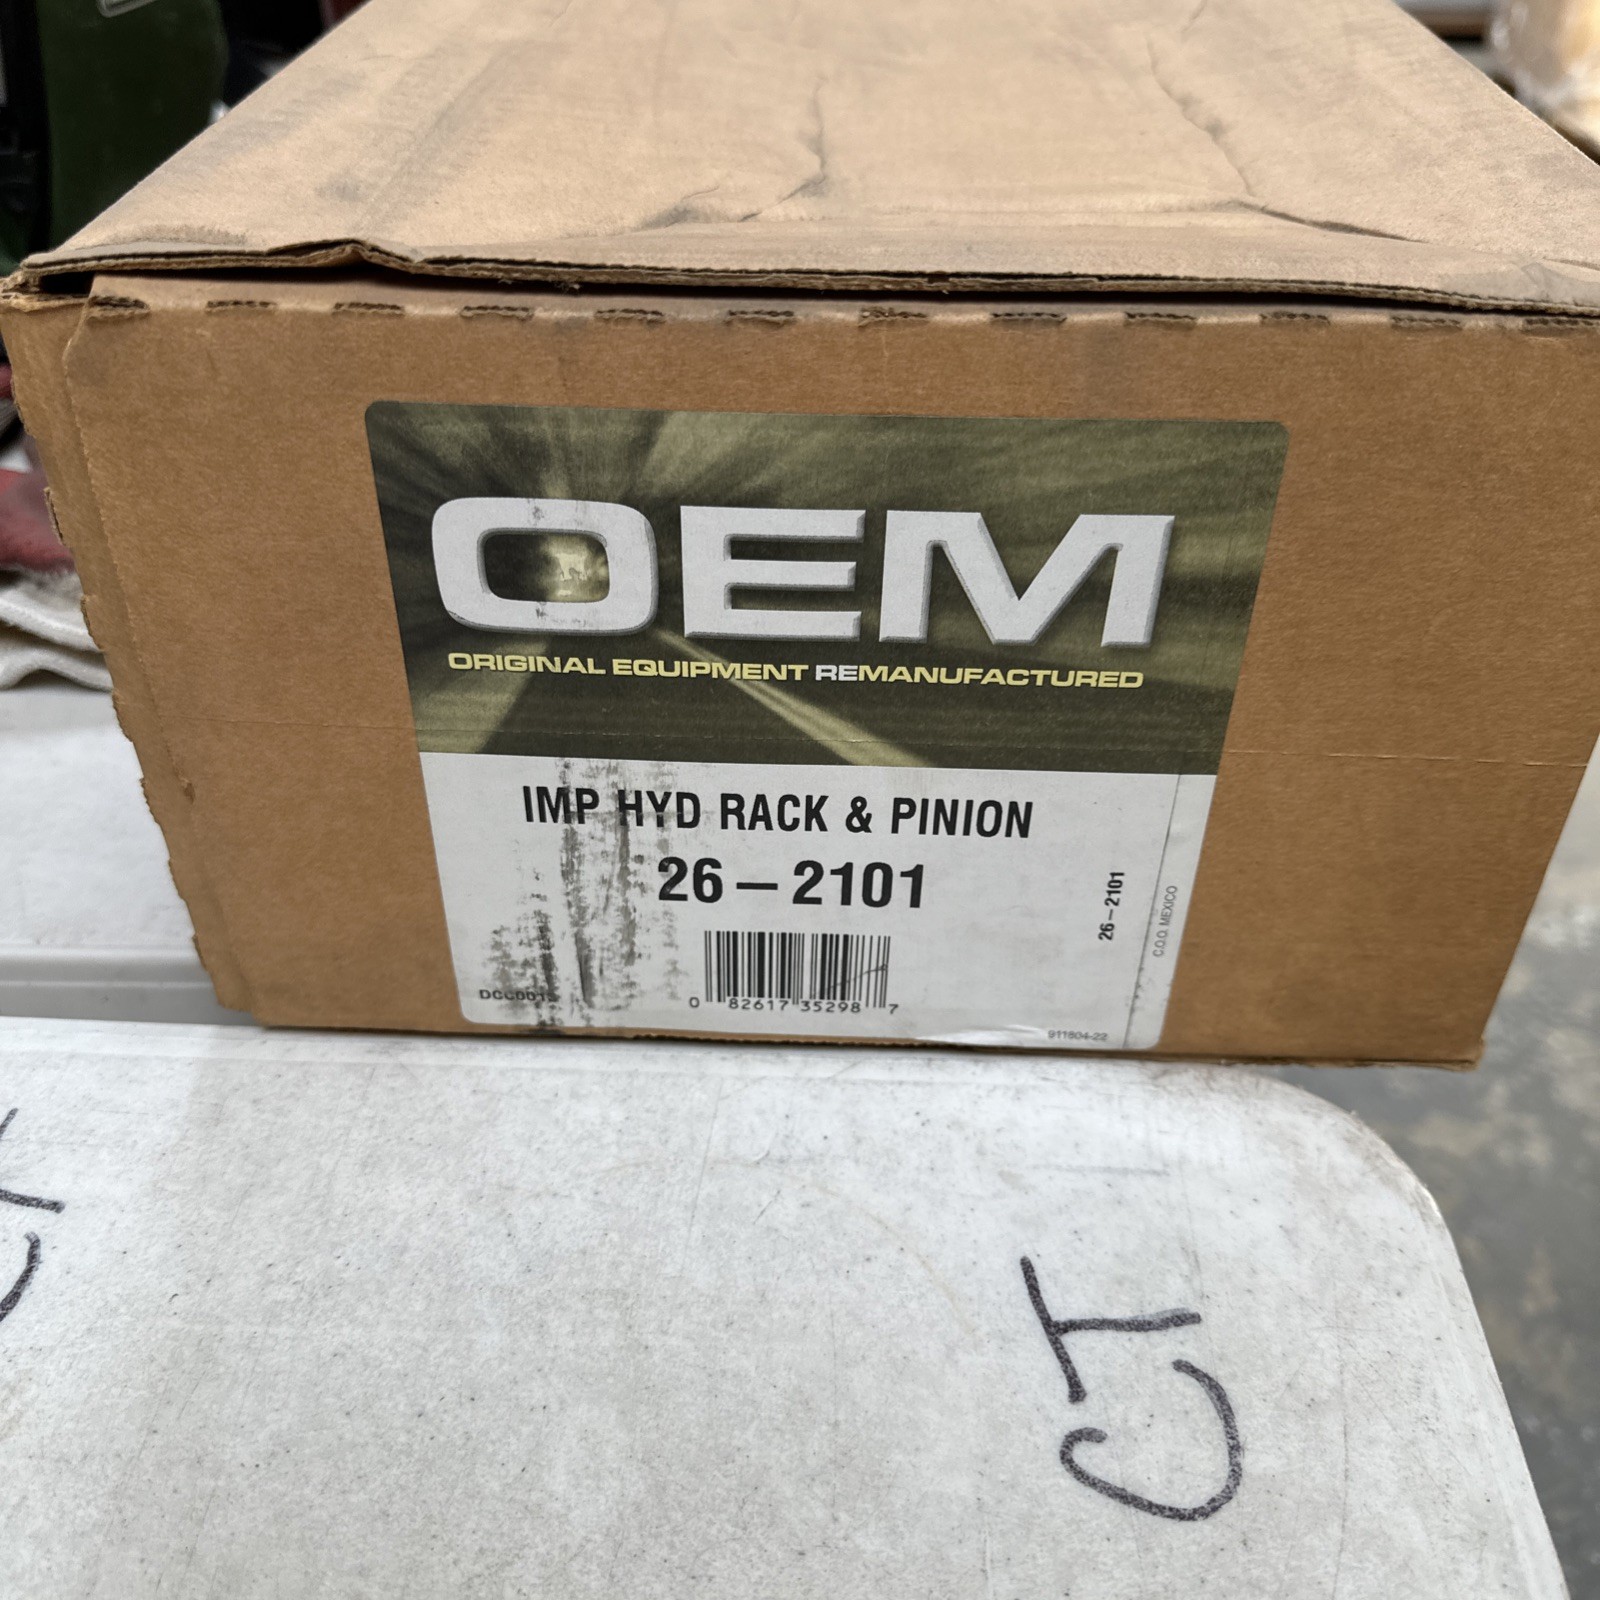 OEM
ORIGINAL EQUIPMENT REMANUFACTURED
IMP HYD RACK & PINION
26-2101
26-2101
C.O.O. MEXICO
0 82617 35298 7
911804-22
CT